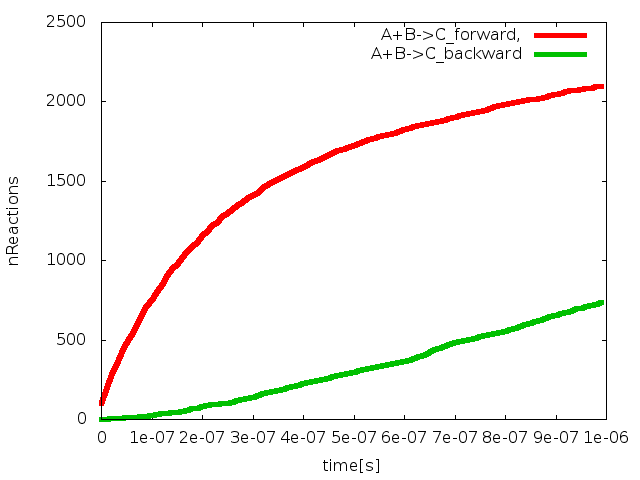 2500
A+B->C_forward,
A+B->C_backward
2000
1500
nReactions
1000
500
0
0 1e-07 2e-07 3e-07 4e-07 5e-07 6e-07 7e-07 8e-07 9e-07 1e-06
time[s]